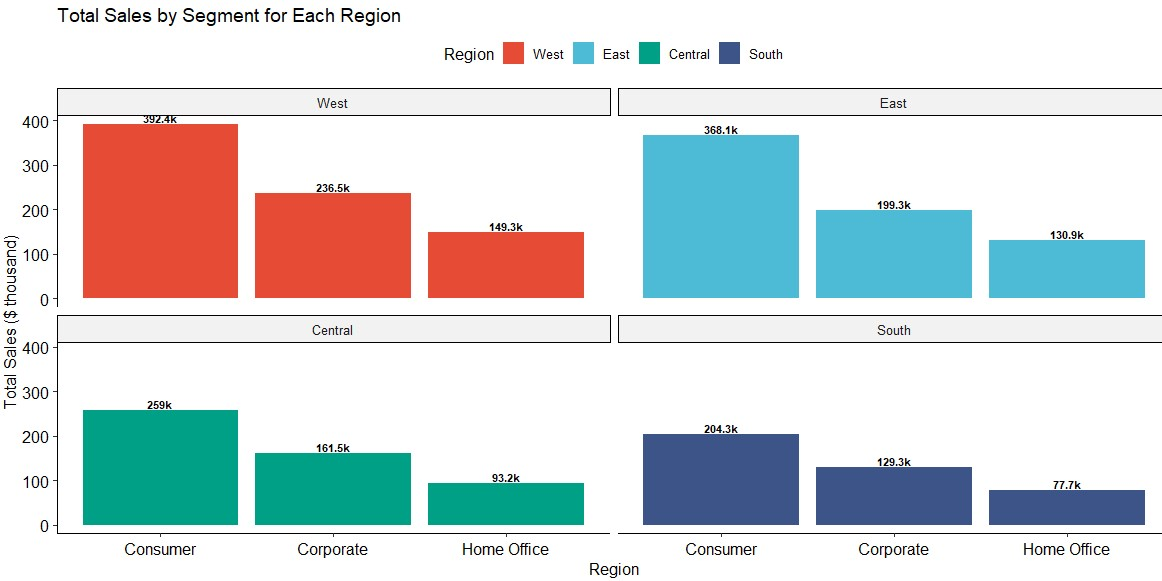 Total Sales by Segment for Each Region
Region West East Central South
West East
400
300
200
100
0
392.4k 236.5k 149.3k
368.1k 199.3k 130.9k
Total Sales ($ thousand)
Central South
400
300
200
100
0
259k 161.5k 93.2k
204.3k 129.3k 77.7k
Consumer Corporate Home Office Consumer Corporate Home Office
Region